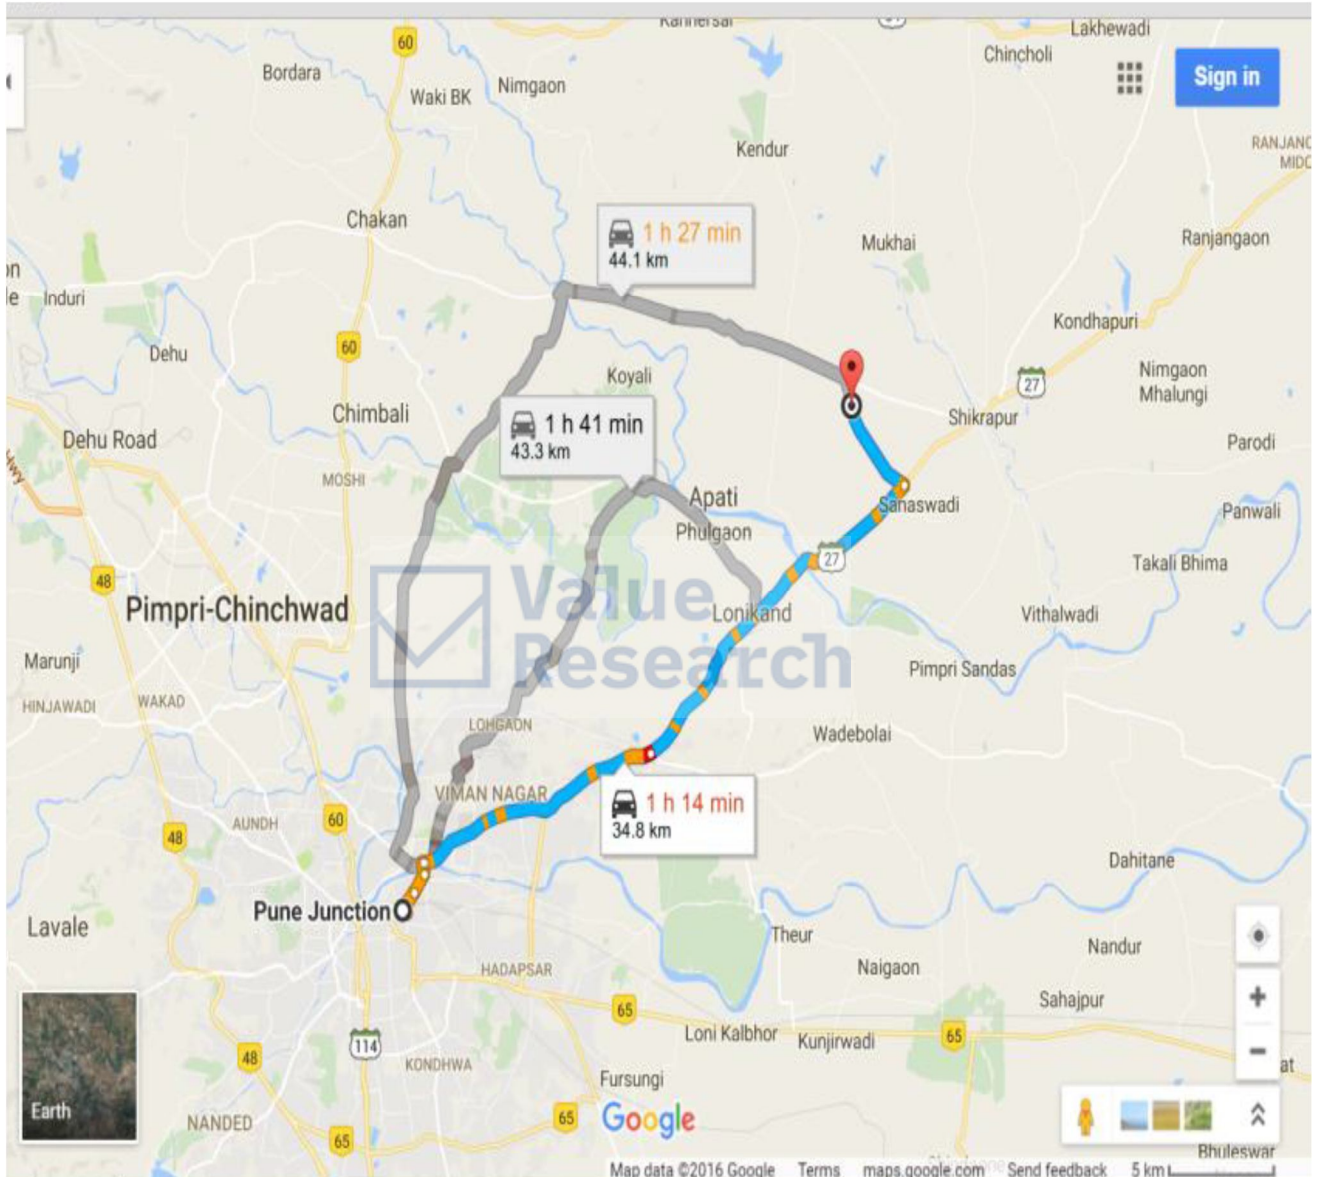 Lakhewadi
Chincholi
60
Bordara
Nimgaon
Waki BK
Sign in
Kendur
RANJANG
MIDC
Chakan
1 h 27 min
44.1 km
Mukhai
Ranjangaon
Induri
Kondhapuri
60
Dehu
Koyali
27
Nimgaon
Mhalungi
Chimbali
1 h 41 min
43.3 km
Shikrapur
Dehu Road
Parodi
Hwy
MOSHI
Apati
Sanaswadi
Panwali
Phulgaon
27
Takali Bhima
48
Pimpri-Chinchwad
Value
Research
Lonikand
Vithalwadi
Marunji
Pimpri Sandas
HINJAWADI
WAKAD
LOHGAON
Wadebolai
VIMAN NAGAR
1 h 14 min
34.8 km
60
AUNDH
48
Dahitane
Pune Junction
Lavale
Theur
Nandur
HADAPSAR
Naigaon
Sahajpur
65
Loni Kalbhor
Kunjirwadi
65
114
48
KONDHWA
Fursungi
at
Earth
NANDED
65
65
Google
Bhuleswar
Map data ©2016 Google Terms maps.google.com Send feedback 5 km